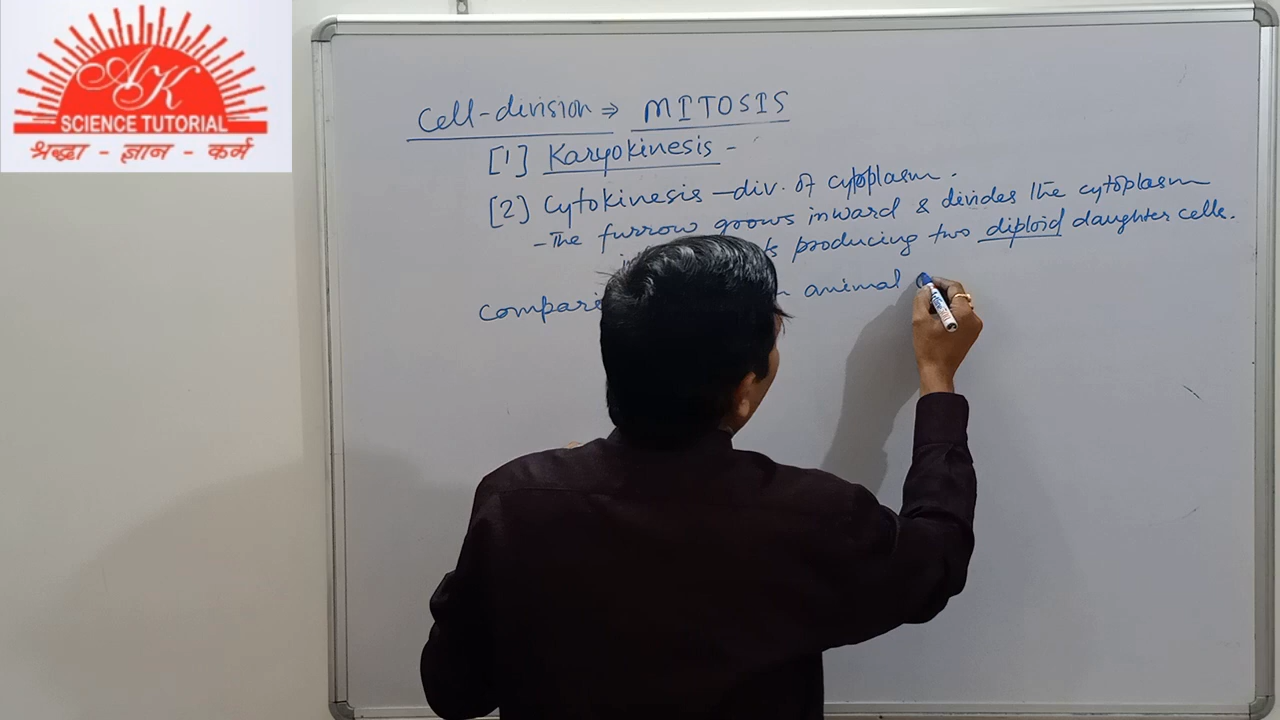 AK
SCIENCE TUTORIAL
श्रद्धा - ज्ञान - कर्म
Cell-division ⇒ MITOSIS
[1] Karyokinesis -
[2] Cytokinesis – div. of cytoplasm.
- The furrow grows inward & divides the cytoplasm
producing two diploid daughter cells.
animal